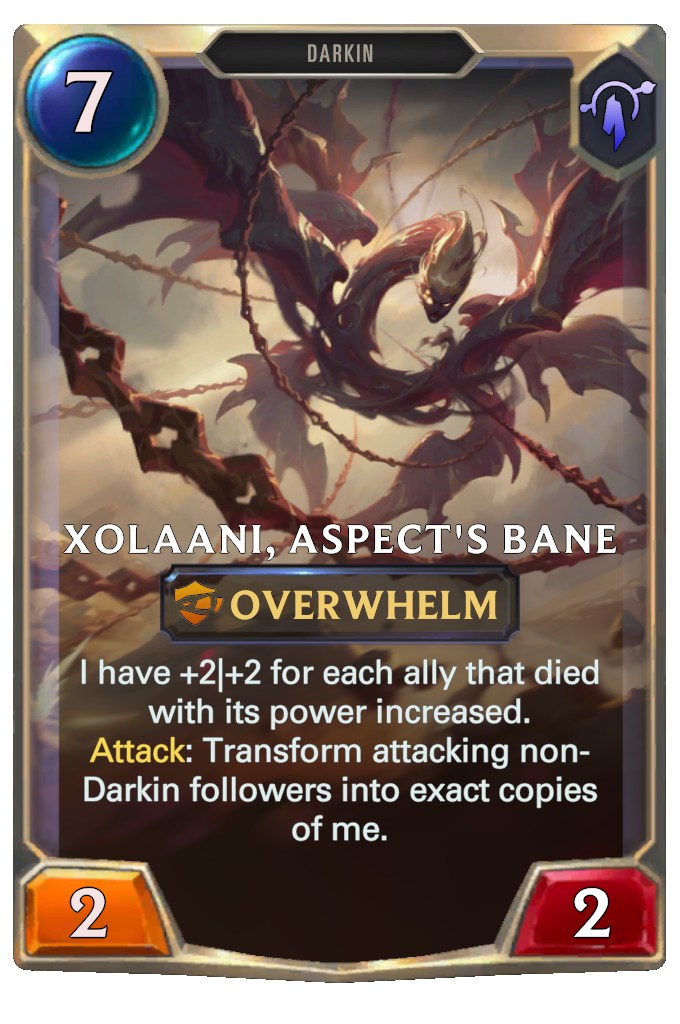 7
DARKIN
XOLAANI, ASPECT'S BANE
OVERWHELM
I have +2|+2 for each ally that died
with its power increased.
Attack: Transform attacking non-
Darkin followers into exact copies
of me.
2
2